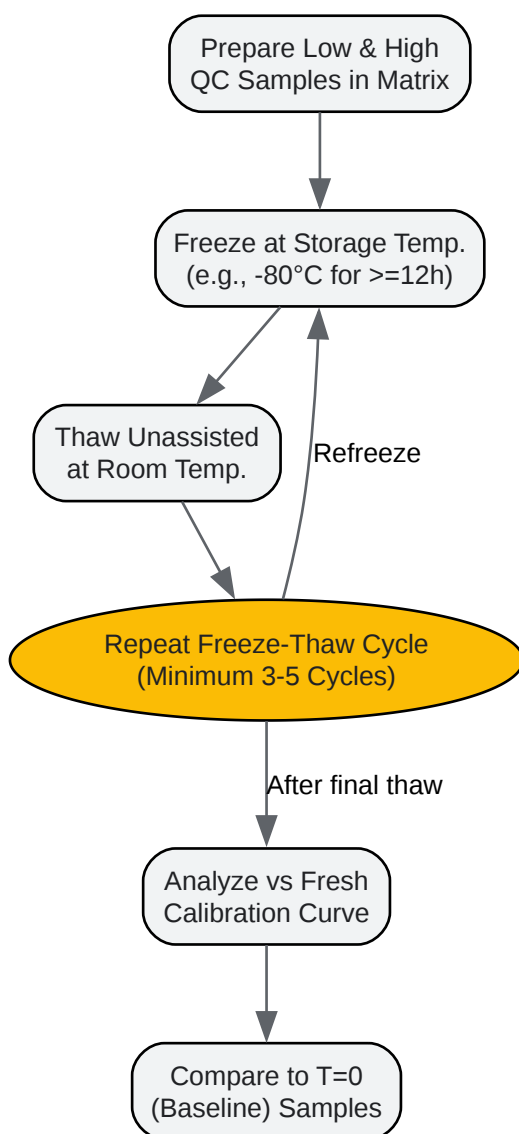 Prepare Low & High
QC Samples in Matrix
Freeze at Storage Temp.
(e.g., -80°C for >=12h)
Thaw Unassisted
at Room Temp.
Refreeze
Repeat Freeze-Thaw Cycle
(Minimum 3-5 Cycles)
After final thaw
Analyze vs Fresh
Calibration Curve
Compare to T=0
(Baseline) Samples